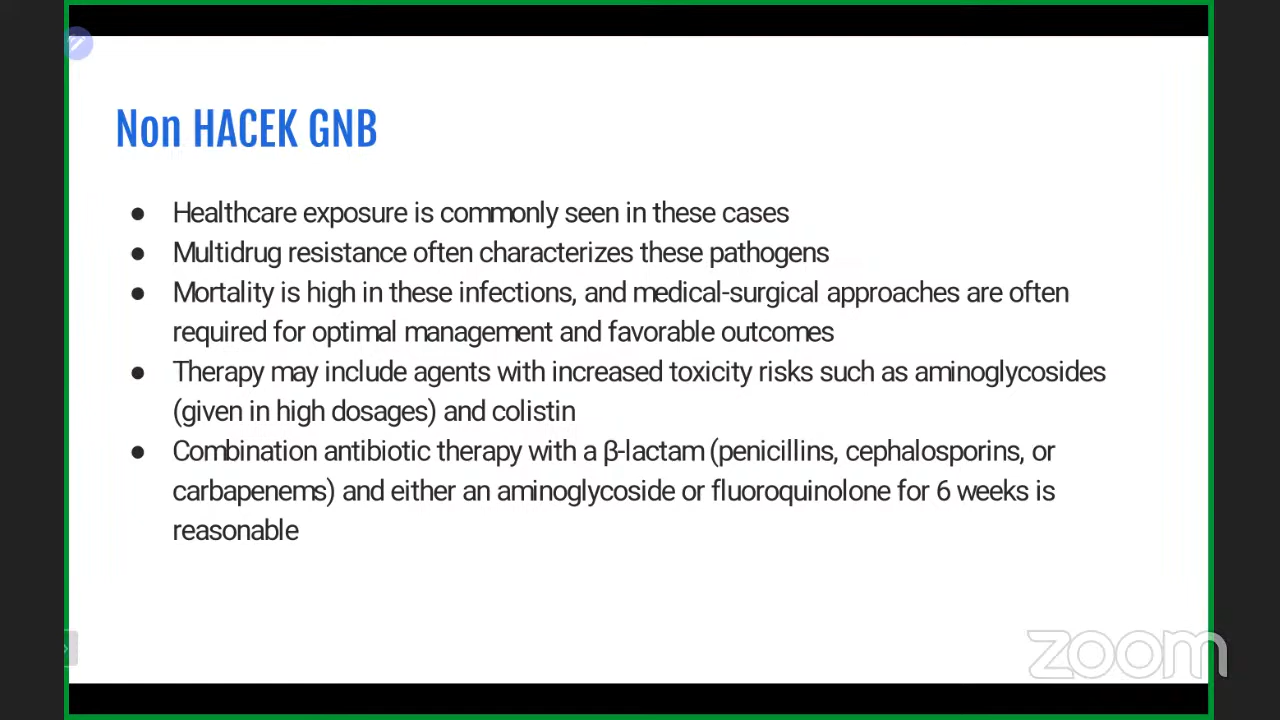 Non HACEK GNB
● Healthcare exposure is commonly seen in these cases
● Multidrug resistance often characterizes these pathogens
● Mortality is high in these infections, and medical-surgical approaches are often
required for optimal management and favorable outcomes
● Therapy may include agents with increased toxicity risks such as aminoglycosides
(given in high dosages) and colistin
● Combination antibiotic therapy with a β-lactam (penicillins, cephalosporins, or
carbapenems) and either an aminoglycoside or fluoroquinolone for 6 weeks is
reasonable
zoom